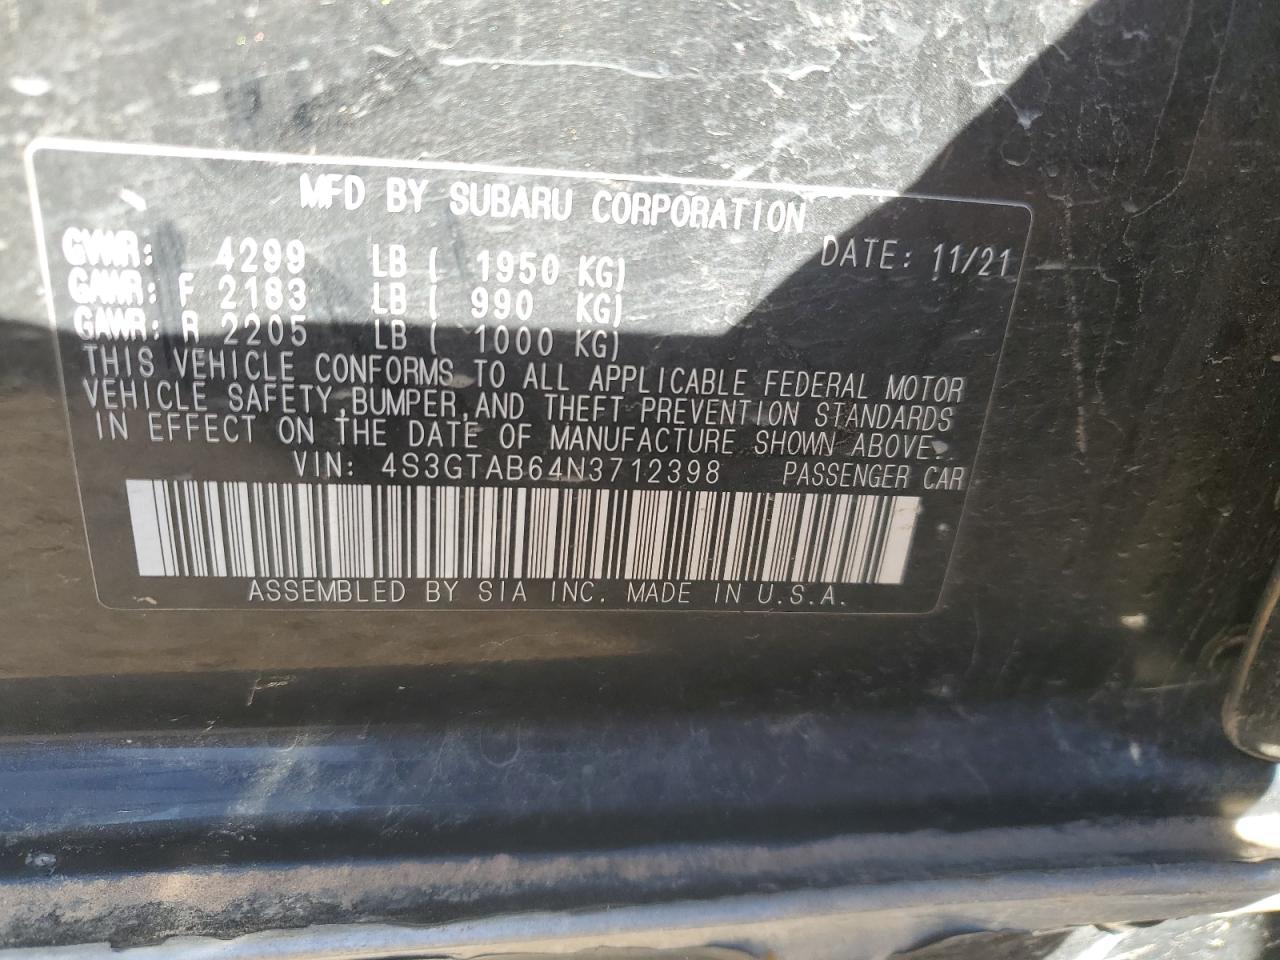 MFD BY SUBARU CORPORATION
GVWR: 4299 LB ( 1950 KG) DATE: 11/21
GAWR: F 2183 LB ( 990 KG)
GAWR: R 2205 LB ( 1000 KG)
THIS VEHICLE CONFORMS TO ALL APPLICABLE FEDERAL MOTOR
VEHICLE SAFETY,BUMPER,AND THEFT PREVENTION STANDARDS
IN EFFECT ON THE DATE OF MANUFACTURE SHOWN ABOVE.
VIN: 4S3GTAB64N3712398 PASSENGER CAR
ASSEMBLED BY SIA INC. MADE IN U.S.A.